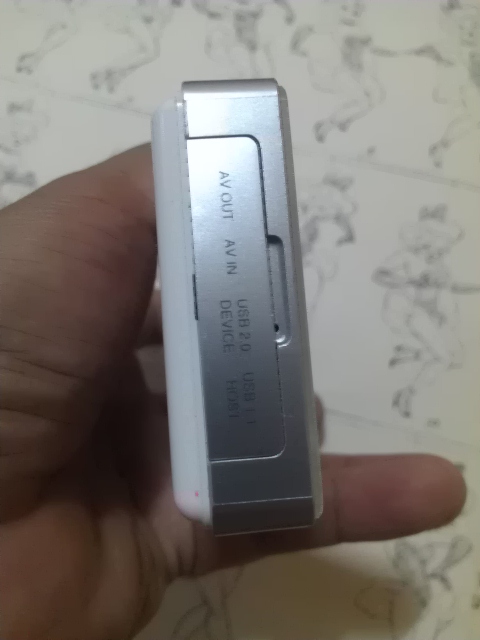 AV OUT
AV IN
USB 2.0
DEVICE
USB 1.1
HOST